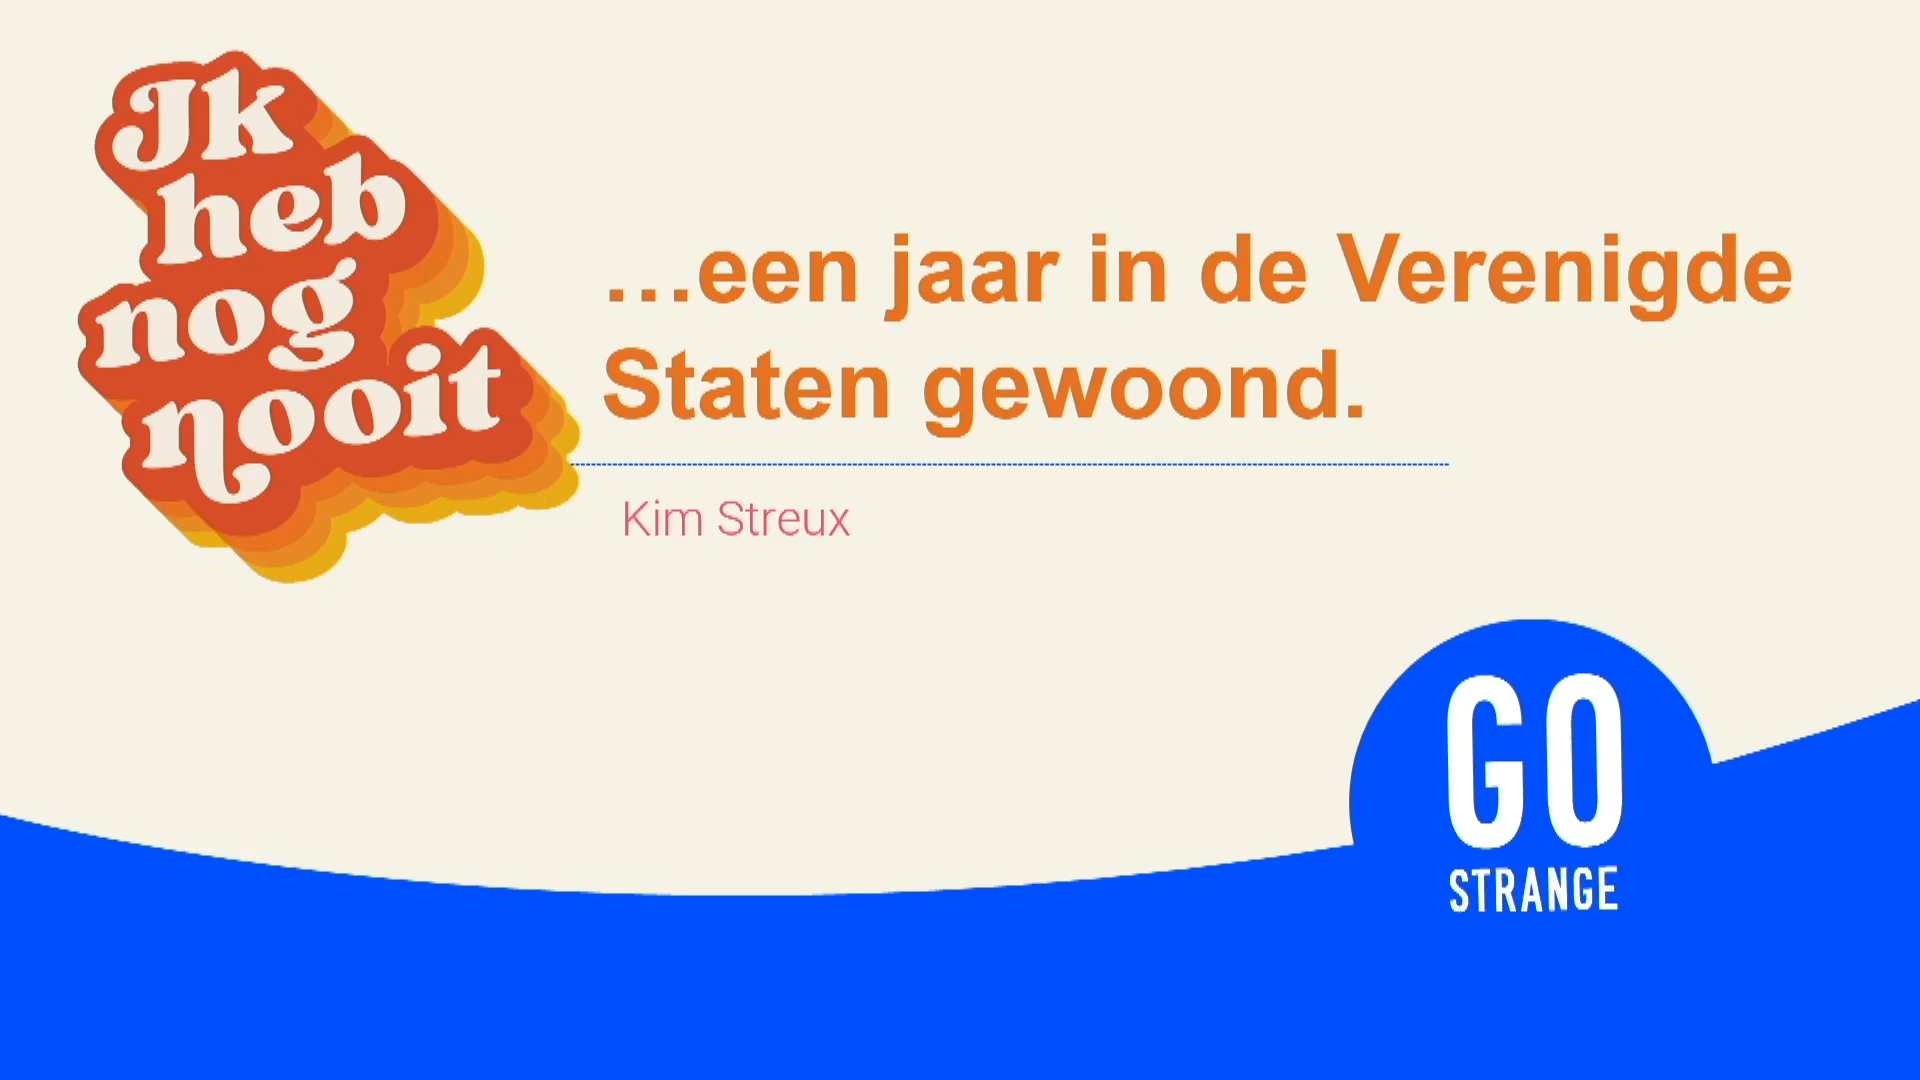 Ik
heb
nog
nooit
...een jaar in de Verenigde
Staten gewoond.
Kim Streux
GO
STRANGE